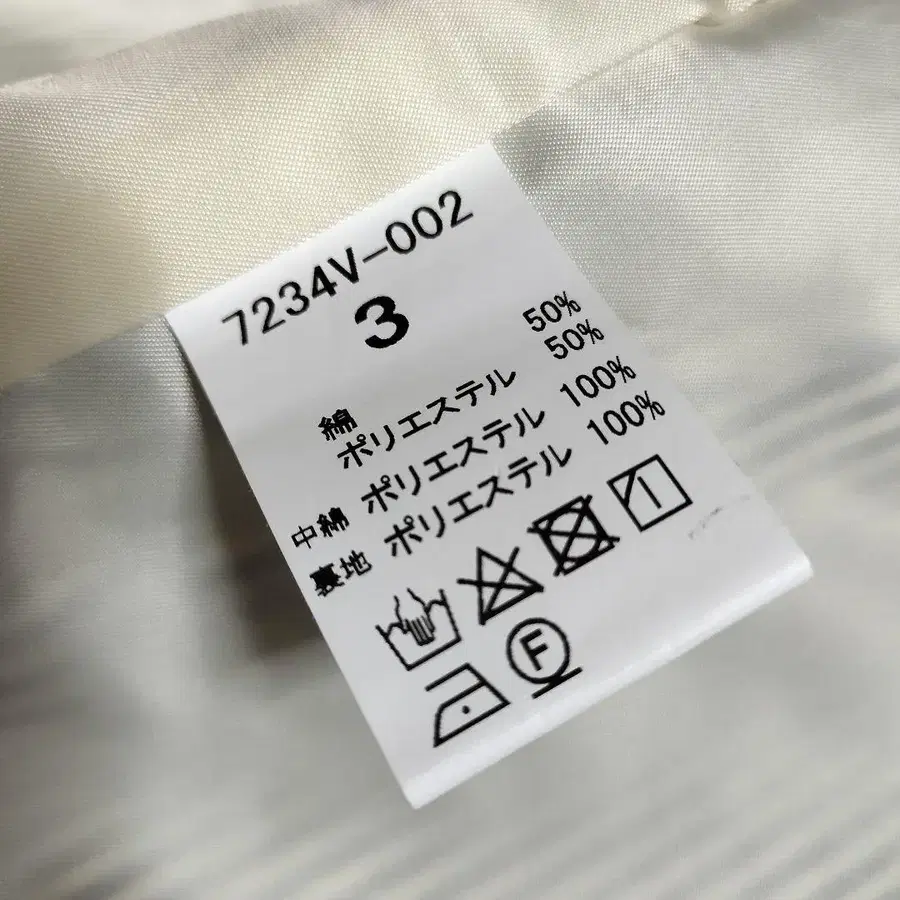 7234V-002
3
綿 50%
ポリエステル 50%
中綿 ポリエステル 100%
裏地 ポリエステル 100%
F